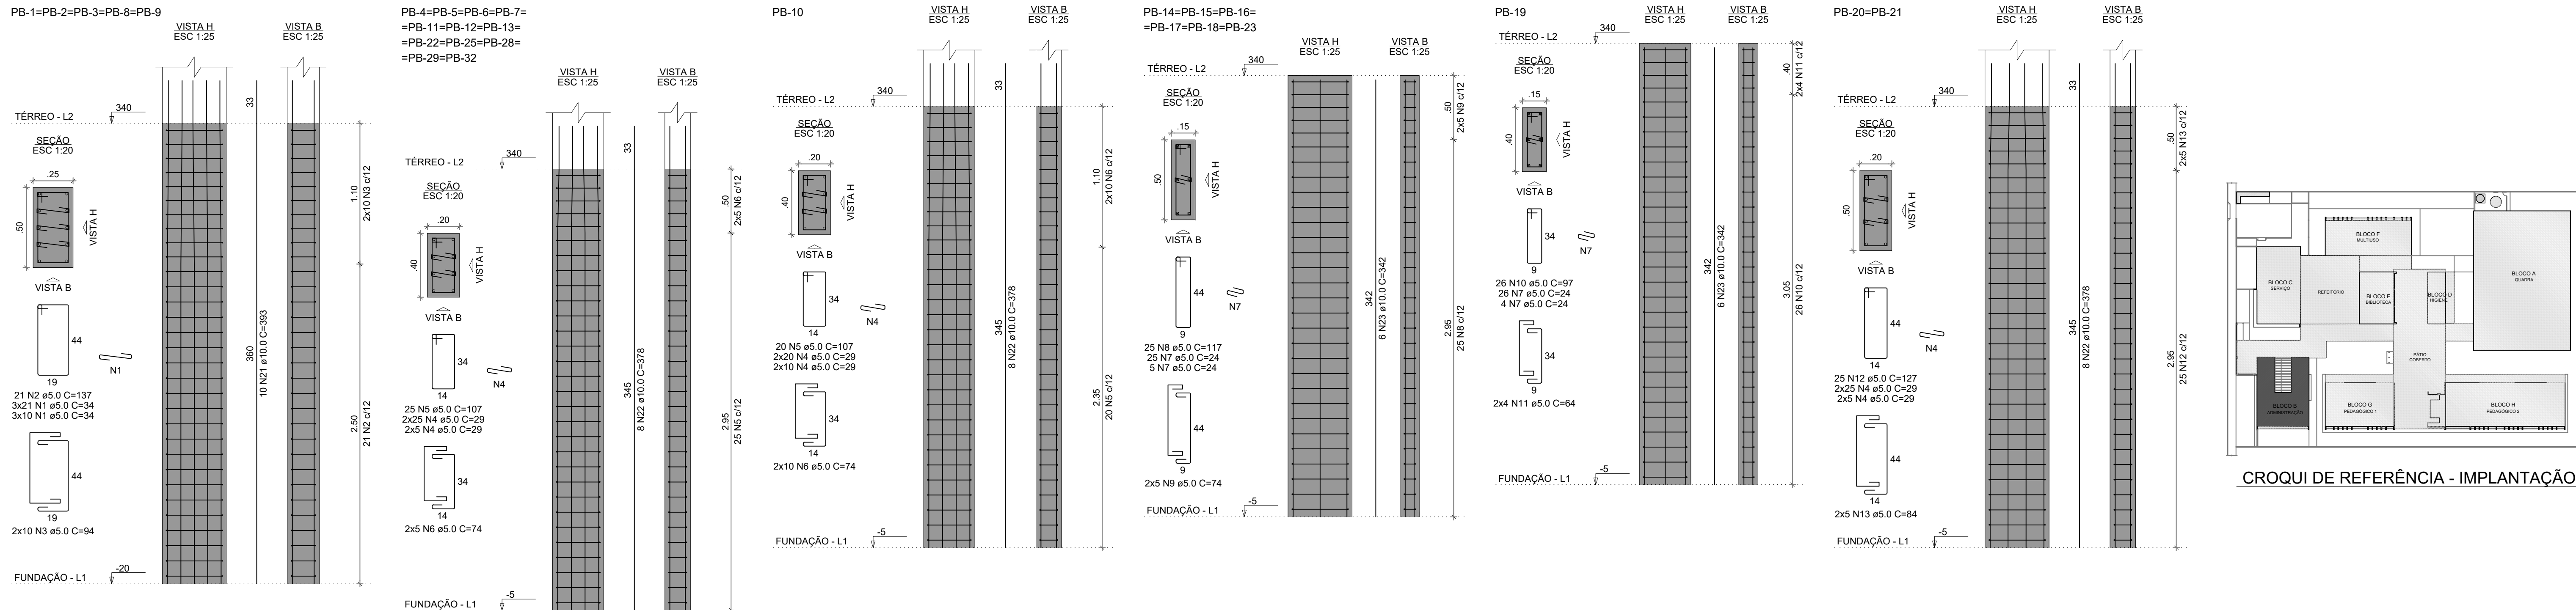 PB-1=PB-2=PB-3=PB-8=PB-9
VISTA H
ESC 1:25
VISTA B
ESC 1:25
TÉRREO - L2
340
33
SEÇÃO
ESC 1:20
.25
.50
VISTA H
VISTA B
44
19
N1
21 N2 ø5.0 C=137
3x21 N1 ø5.0 C=34
3x10 N1 ø5.0 C=34
44
19
2x10 N3 ø5.0 C=94
FUNDAÇÃO - L1
-20
360
10 N21 ø10.0 C=393
1.10
2x10 N3 c/12
2.50
21 N2 c/12
PB-4=PB-5=PB-6=PB-7=
=PB-11=PB-12=PB-13=
=PB-22=PB-25=PB-28=
=PB-29=PB-32
VISTA H
ESC 1:25
VISTA B
ESC 1:25
TÉRREO - L2
340
33
SEÇÃO
ESC 1:20
.20
.40
VISTA H
VISTA B
34
14
N4
25 N5 ø5.0 C=107
2x25 N4 ø5.0 C=29
2x5 N4 ø5.0 C=29
34
14
2x5 N6 ø5.0 C=74
FUNDAÇÃO - L1
-5
345
8 N22 ø10.0 C=378
.50
2x5 N6 c/12
2.95
25 N5 c/12
PB-10
VISTA H
ESC 1:25
VISTA B
ESC 1:25
TÉRREO - L2
340
33
SEÇÃO
ESC 1:20
.20
.40
VISTA H
VISTA B
34
14
N4
20 N5 ø5.0 C=107
2x20 N4 ø5.0 C=29
2x10 N4 ø5.0 C=29
34
14
2x10 N6 ø5.0 C=74
FUNDAÇÃO - L1
-5
345
8 N22 ø10.0 C=378
1.10
2x10 N6 c/12
2.35
20 N5 c/12
PB-14=PB-15=PB-16=
=PB-17=PB-18=PB-23
VISTA H
ESC 1:25
VISTA B
ESC 1:25
TÉRREO - L2
340
SEÇÃO
ESC 1:20
.15
.50
VISTA H
VISTA B
44
9
N7
25 N8 ø5.0 C=117
25 N7 ø5.0 C=24
5 N7 ø5.0 C=24
44
9
2x5 N9 ø5.0 C=74
FUNDAÇÃO - L1
-5
342
6 N23 ø10.0 C=342
.50
2x5 N9 c/12
2.95
25 N8 c/12
PB-19
VISTA H
ESC 1:25
VISTA B
ESC 1:25
TÉRREO - L2
340
SEÇÃO
ESC 1:20
.15
.40
VISTA H
VISTA B
34
9
N7
26 N10 ø5.0 C=97
26 N7 ø5.0 C=24
4 N7 ø5.0 C=24
34
9
2x4 N11 ø5.0 C=64
FUNDAÇÃO - L1
-5
342
6 N23 ø10.0 C=342
.40
2x4 N11 c/12
3.05
26 N10 c/12
PB-20=PB-21
VISTA H
ESC 1:25
VISTA B
ESC 1:25
TÉRREO - L2
340
33
SEÇÃO
ESC 1:20
.20
.50
VISTA H
VISTA B
44
14
N4
25 N12 ø5.0 C=127
2x25 N4 ø5.0 C=29
2x5 N4 ø5.0 C=29
44
14
2x5 N13 ø5.0 C=84
FUNDAÇÃO - L1
-5
345
8 N22 ø10.0 C=378
.50
2x5 N13 c/12
2.95
25 N12 c/12
BLOCO F
MULTIUSO
BLOCO A
QUADRA
BLOCO C
SERVIÇO
REFEITÓRIO
BLOCO E
BIBLIOTECA
BLOCO D
HIGIENE
PÁTIO
COBERTO
BLOCO B
ADMINISTRAÇÃO
BLOCO G
PEDAGÓGICO 1
BLOCO H
PEDAGÓGICO 2
CROQUI DE REFERÊNCIA - IMPLANTAÇÃO